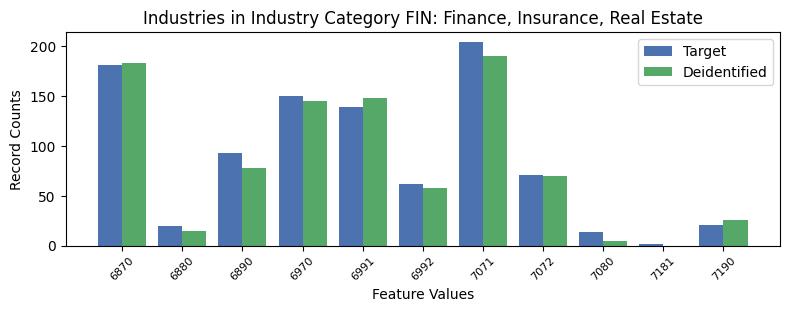 Industries in Industry Category FIN: Finance, Insurance, Real Estate
Target
Deidentified
Record Counts
200
150
100
50
0
6870 6880 6890 6970 6991 6992 7071 7072 7080 7181 7190
Feature Values